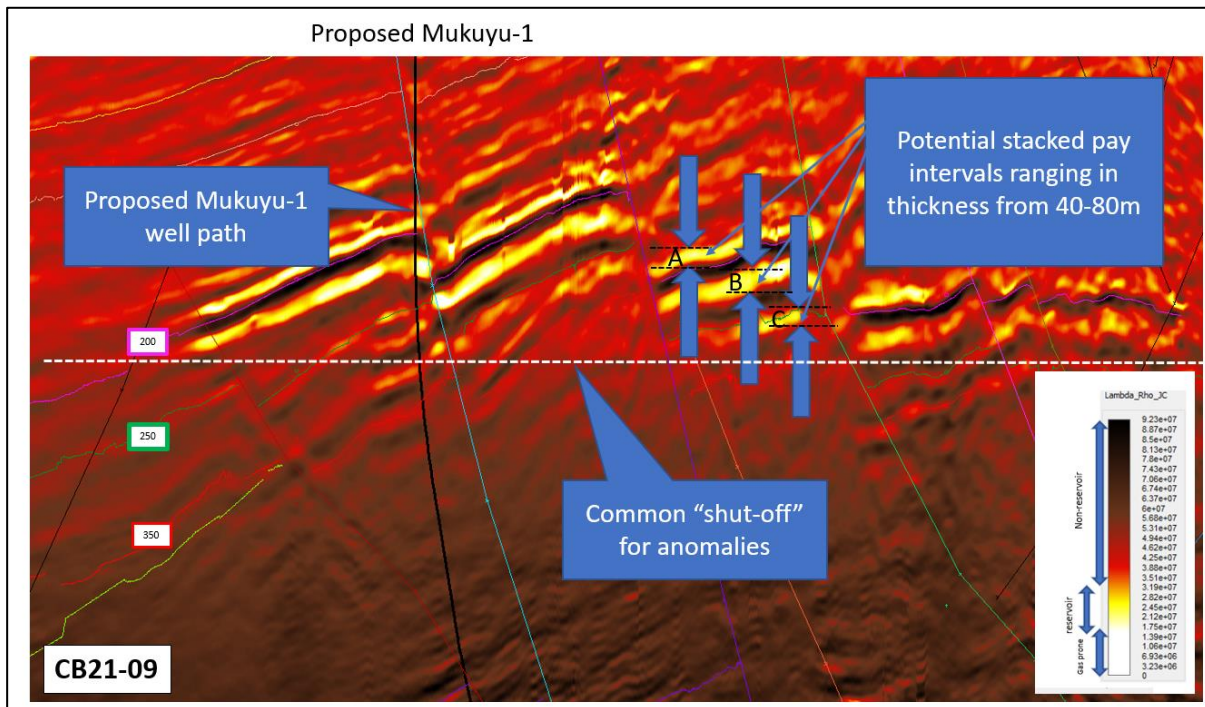 Proposed Mukuyu-1
Proposed Mukuyu-1
well path
Potential stacked pay
intervals ranging in
thickness from 40-80m
A
B
C
200
250
350
Common “shut-off”
for anomalies
CB21-09
Lambda_Rho_JC
Non-reservoir
reservoir
Gas prone
9.23e+07
8.87e+07
8.5e+07
8.13e+07
7.8e+07
7.43e+07
7.06e+07
6.74e+07
6.37e+07
6e+07
5.68e+07
5.31e+07
4.94e+07
4.62e+07
4.25e+07
3.88e+07
3.51e+07
3.19e+07
2.82e+07
2.45e+07
2.12e+07
1.75e+07
1.39e+07
1.06e+07
6.93e+06
3.23e+06
0